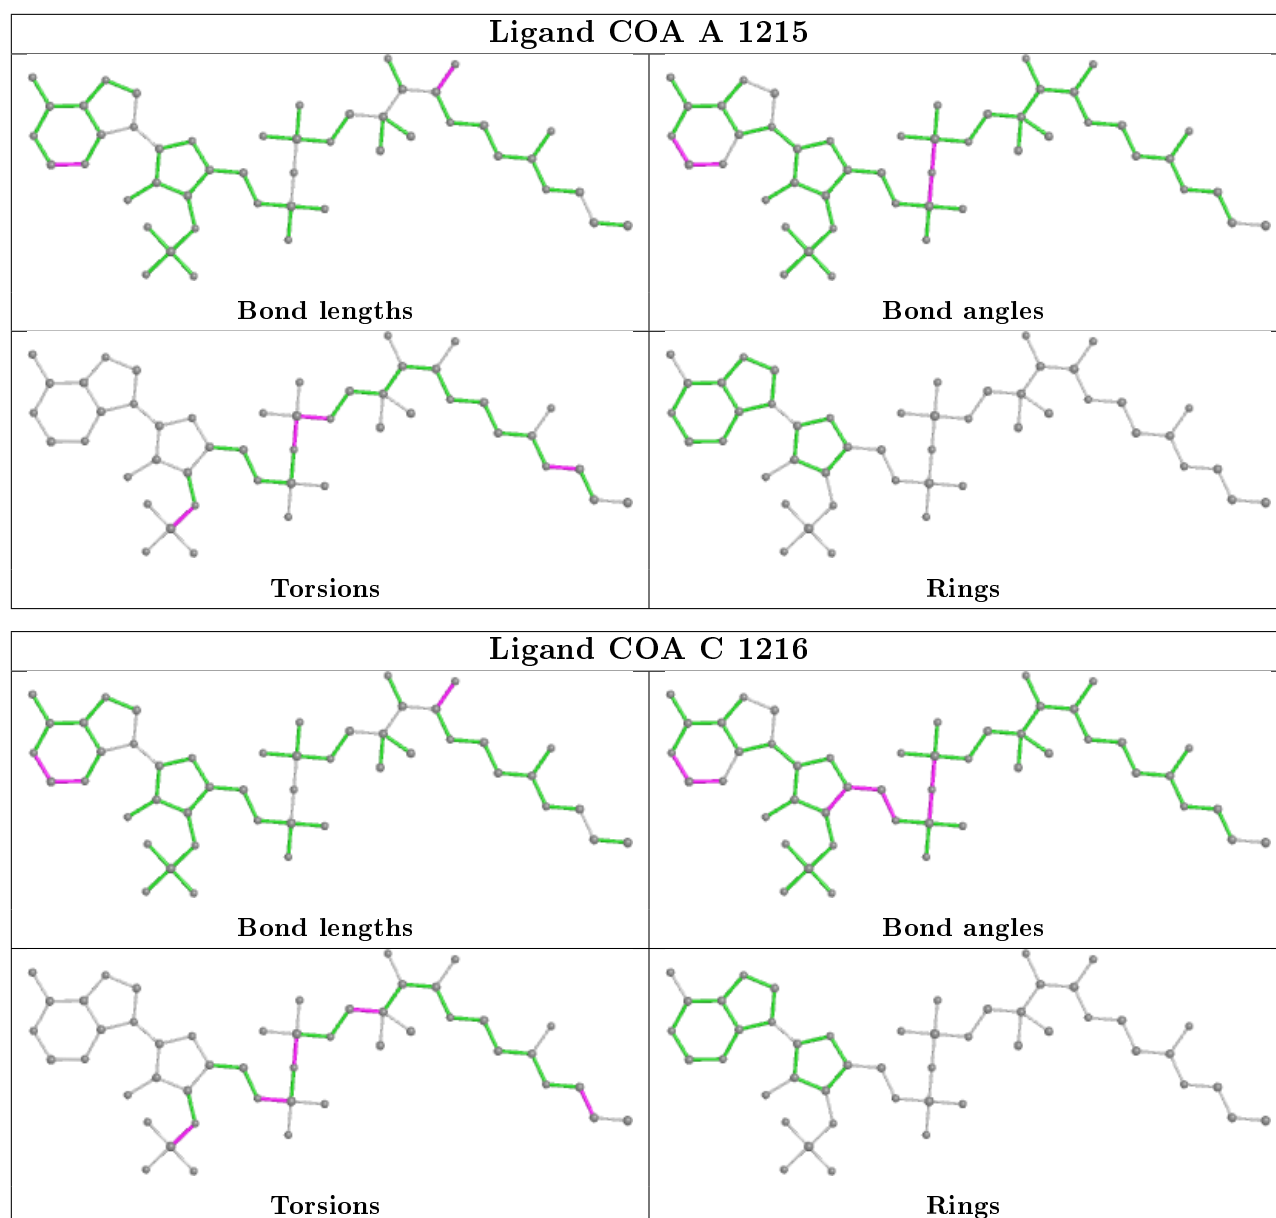 Ligand COA A 1215
Bond lengths
Bond angles
Torsions
Rings
Ligand COA C 1216
Bond lengths
Bond angles
Torsions
Rings